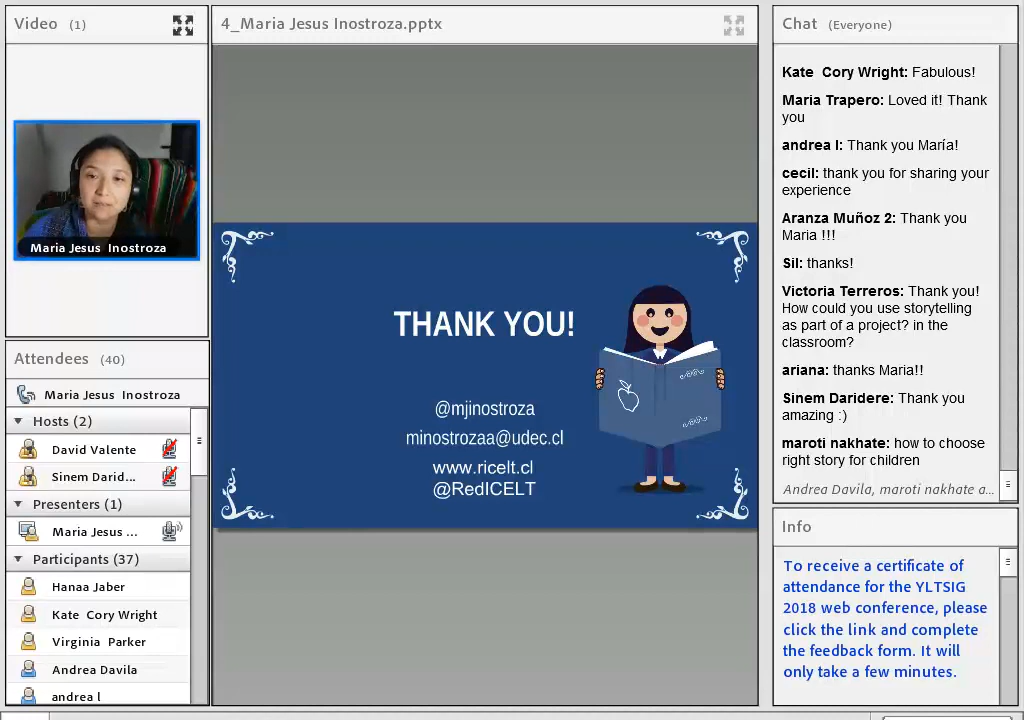 Video (1)
Maria Jesus Inostroza
Attendees (40)
Maria Jesus Inostroza
Hosts (2)
David Valente
Sinem Darid...
Presenters (1)
Maria Jesus ...
Participants (37)
Hanaa Jaber
Kate Cory Wright
Virginia Parker
Andrea Davila
andrea l
4_Maria Jesus Inostroza.pptx
THANK YOU!
@mjinostroza
minostrozaa@udec.cl
www.ricelt.cl
@RedICELT
Chat (Everyone)
Kate Cory Wright: Fabulous!
Maria Trapero: Loved it! Thank
you
andrea l: Thank you María!
cecil: thank you for sharing your
experience
Aranza Muñoz 2: Thank you
Maria !!!
Sil: thanks!
Victoria Terreros: Thank you!
How could you use storytelling
as part of a project? in the
classroom?
ariana: thanks Maria!!
Sinem Daridere: Thank you
amazing :)
maroti nakhate: how to choose
right story for children
Andrea Davila, maroti nakhate a...
Info
To receive a certificate of
attendance for the YLTSIG
2018 web conference, please
click the link and complete
the feedback form. It will
only take a few minutes.